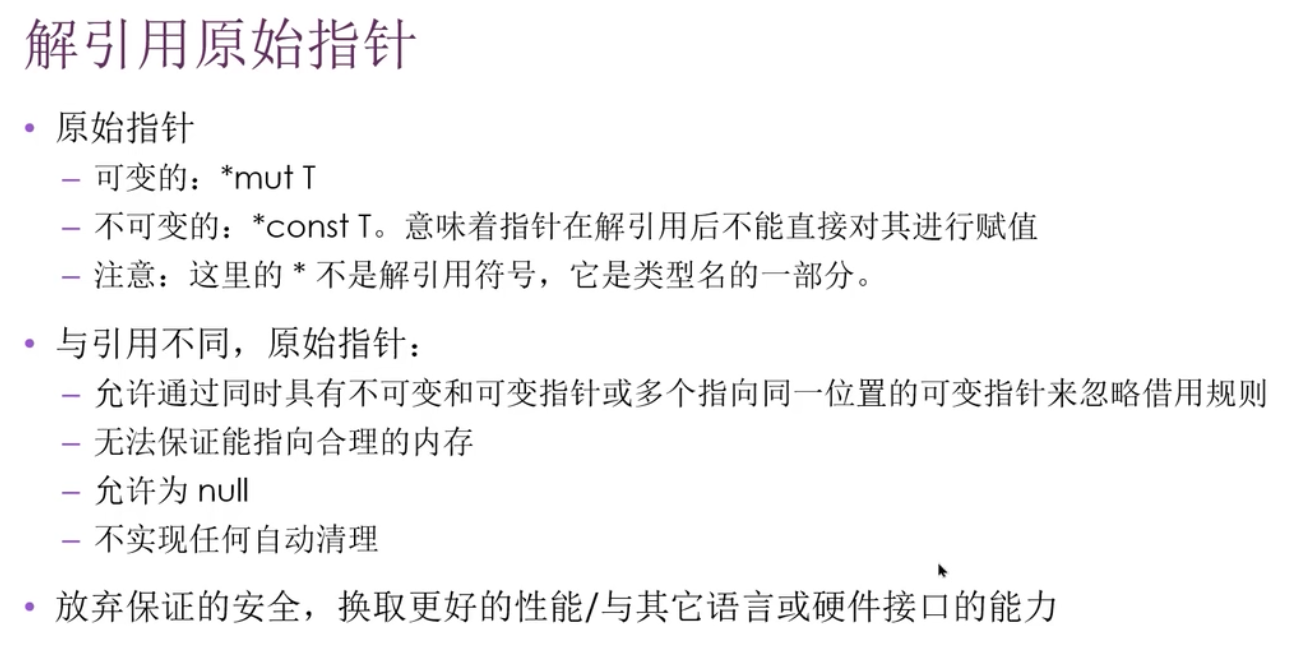 解引用原始指针
• 原始指针
– 可变的：*mut T
– 不可变的：*const T。意味着指针在解引用后不能直接对其进行赋值
– 注意：这里的 * 不是解引用符号，它是类型名的一部分。
• 与引用不同，原始指针：
– 允许通过同时具有不可变和可变指针或多个指向同一位置的可变指针来忽略借用规则
– 无法保证能指向合理的内存
– 允许为 null
– 不实现任何自动清理
• 放弃保证的安全，换取更好的性能/与其它语言或硬件接口的能力